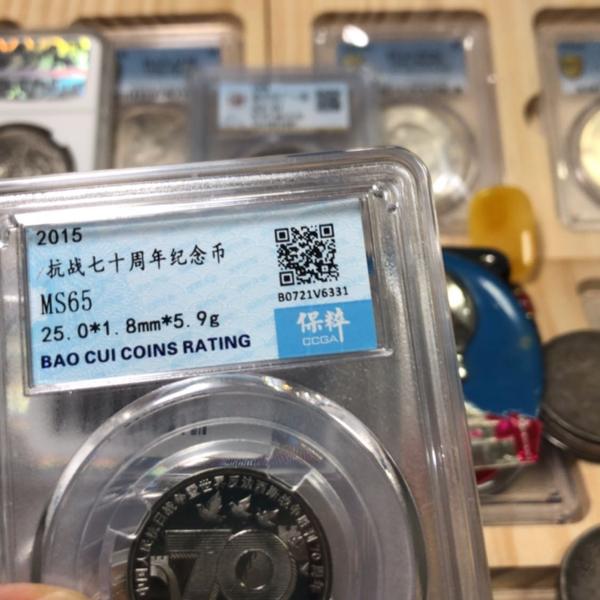 2015
抗战七十周年纪念币
MS65
25.0*1.8mm*5.9g
BAO CUI COINS RATING
B0721V6331
保粹
CCGA
70